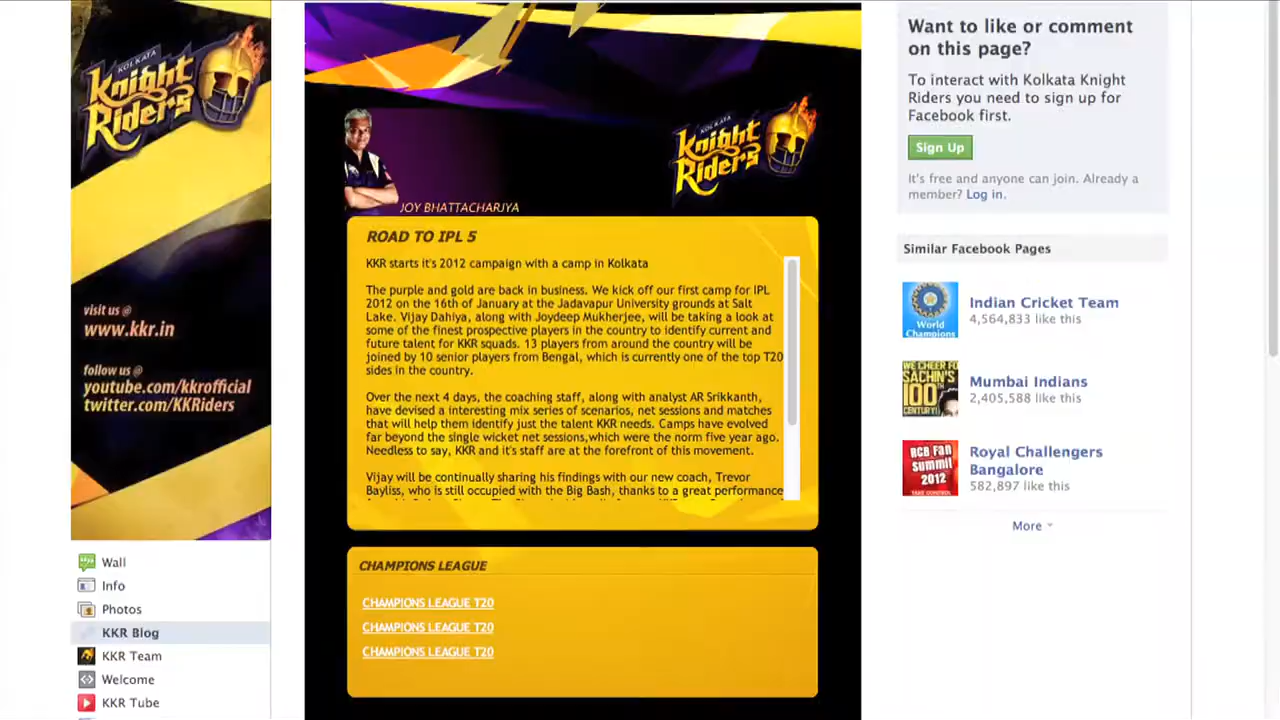 KOLKATA
Knight
Riders
visit us @
www.kkr.in
follow us @
youtube.com/kkrofficial
twitter.com/KKRiders
Wall
Info
Photos
KKR Blog
KKR Team
Welcome
KKR Tube
KOLKATA
Knight
Riders
JOY BHATTACHARJYA
ROAD TO IPL 5
KKR starts it's 2012 campaign with a camp in Kolkata
The purple and gold are back in business. We kick off our first camp for IPL
2012 on the 16th of January at the Jadavapur University grounds at Salt
Lake. Vijay Dahiya, along with Joydeep Mukherjee, will be taking a look at
some of the finest prospective players in the country to identify current and
future talent for KKR squads. 13 players from around the country will be
joined by 10 senior players from Bengal, which is currently one of the top T20
sides in the country.
Over the next 4 days, the coaching staff, along with analyst AR Srikkanth,
have devised a interesting mix series of scenarios, net sessions and matches
that will help them identify just the talent KKR needs. Camps have evolved
far beyond the single wicket net sessions,which were the norm five year ago.
Needless to say, KKR and it's staff are at the forefront of this movement.
Vijay will be continually sharing his findings with our new coach, Trevor
Bayliss, who is still occupied with the Big Bash, thanks to a great performance
CHAMPIONS LEAGUE
CHAMPIONS LEAGUE T20
CHAMPIONS LEAGUE T20
CHAMPIONS LEAGUE T20
Want to like or comment
on this page?
To interact with Kolkata Knight
Riders you need to sign up for
Facebook first.
Sign Up
It's free and anyone can join. Already a
member? Log in.
Similar Facebook Pages
World
Champions
Indian Cricket Team
4,564,833 like this
WE CHEER FO
SACHIN'S
100
CENTURY!
Mumbai Indians
2,405,588 like this
RCB FAN
SUMMIT
2012
Royal Challengers
Bangalore
582,897 like this
More